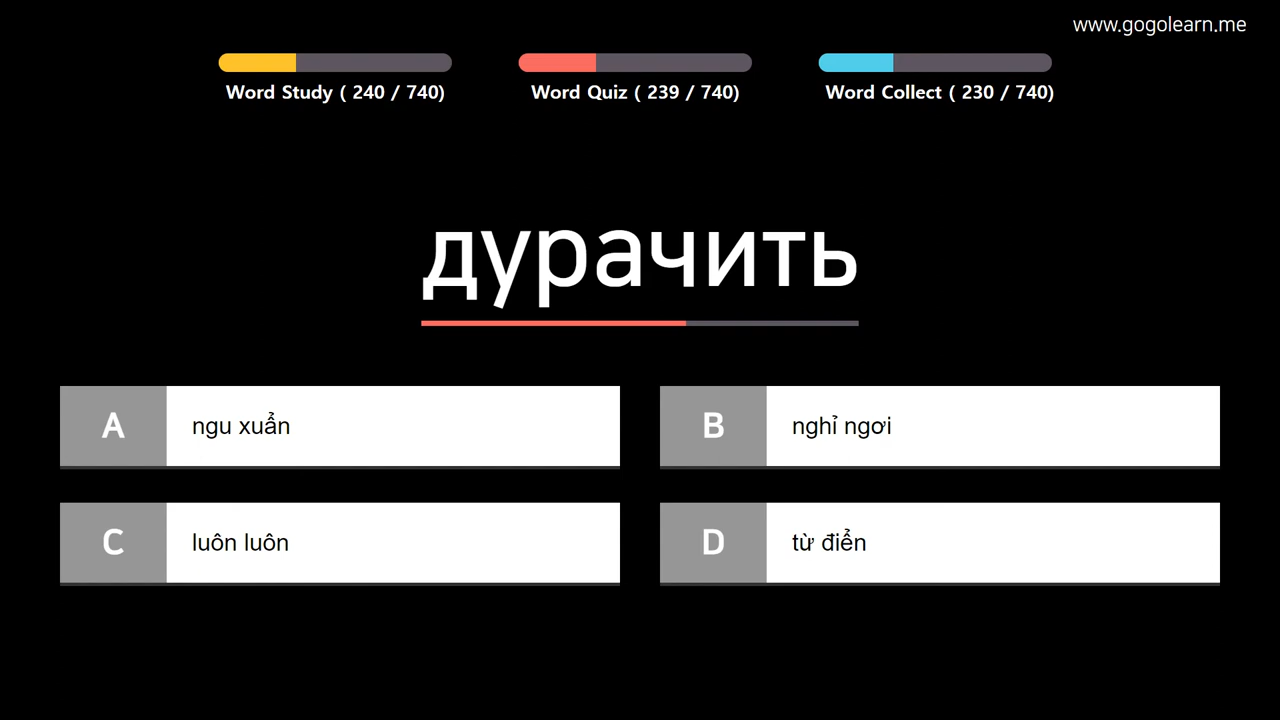 www.gogolearn.me
Word Study ( 240 / 740)
Word Quiz ( 239 / 740)
Word Collect ( 230 / 740)
дурачить
A ngu xuẩn
B nghỉ ngơi
C luôn luôn
D từ điển